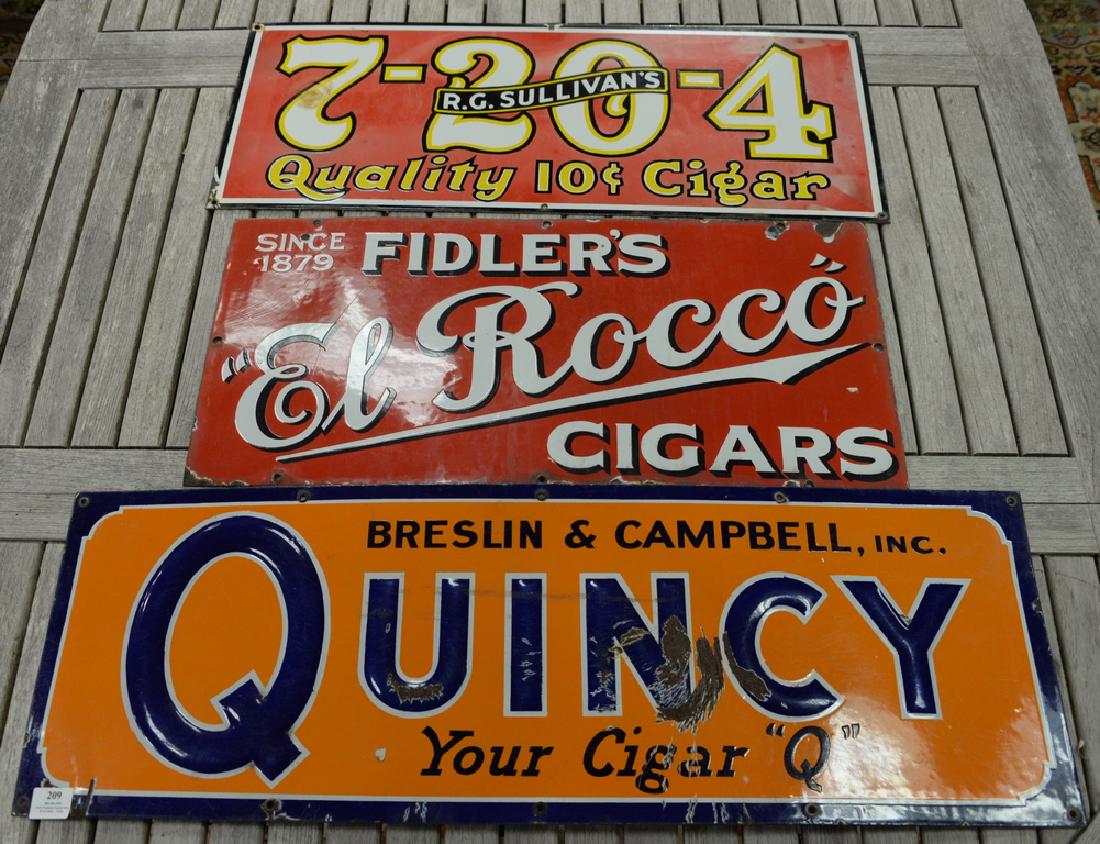 7-20-4
R.G. SULLIVAN'S
Quality 10¢ Cigar
SINCE
1879
FIDLER'S
"El Rocco"
CIGARS
BRESLIN & CAMPBELL, INC.
QUINCY
Your Cigar "Q"
209